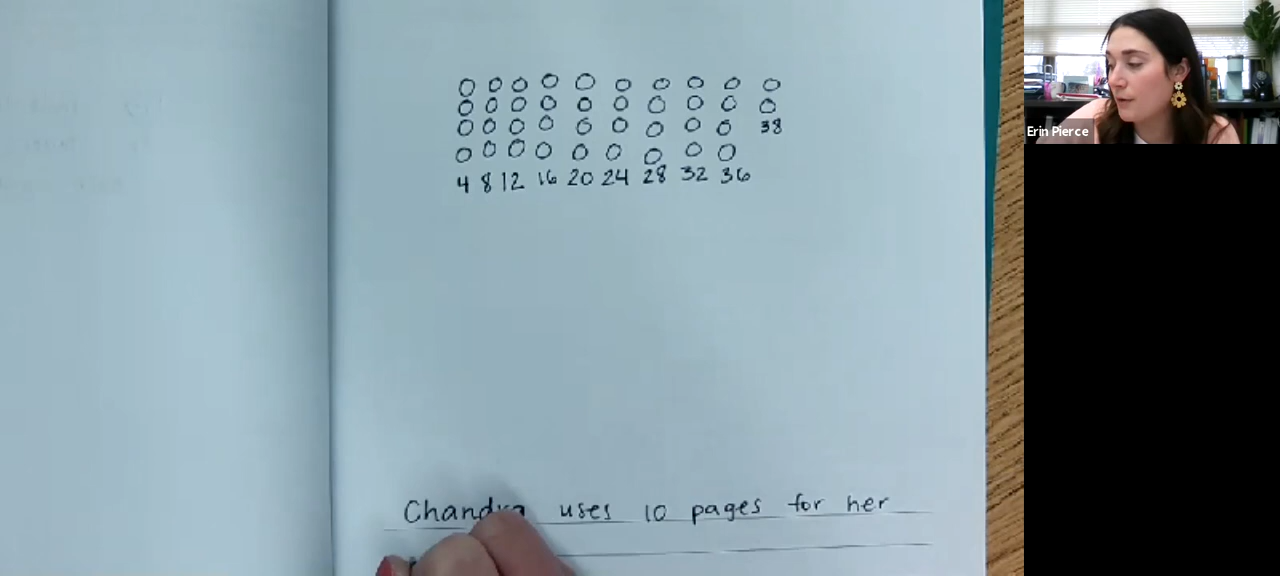 38
4 8 12 16 20 24 28 32 36
Chandra uses 10 pages for her
Erin Pierce